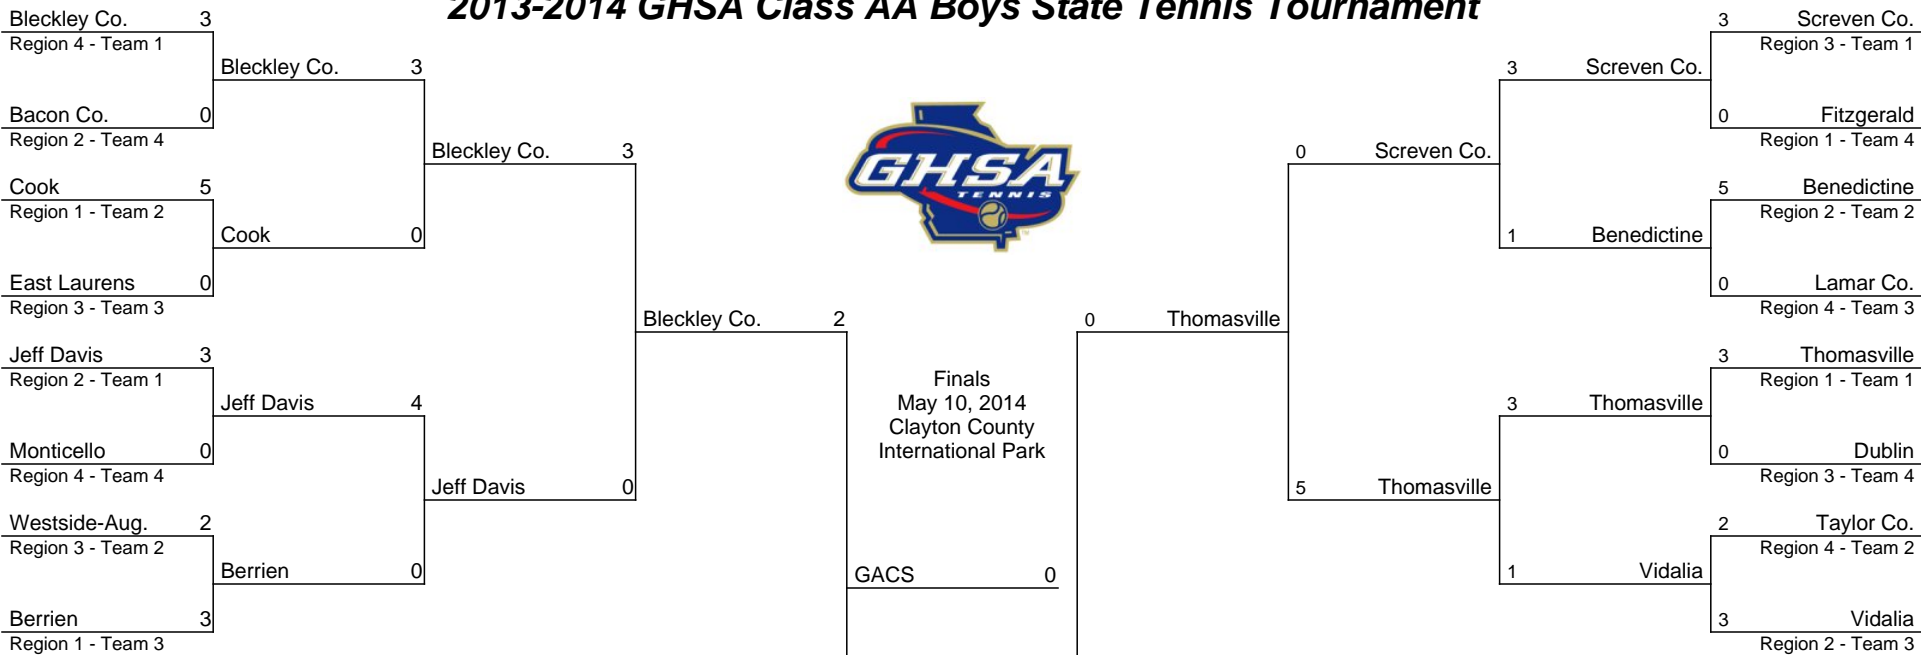 2013-2014 GHSA Class AA Boys State Tennis Tournament
Bleckley Co. 3
Region 4 - Team 1
Bleckley Co. 3
Bacon Co. 0
Region 2 - Team 4
Bleckley Co. 3
Cook 5
Region 1 - Team 2
Cook 0
East Laurens 0
Region 3 - Team 3
Bleckley Co. 2
Jeff Davis 3
Region 2 - Team 1
Jeff Davis 4
Monticello 0
Region 4 - Team 4
Jeff Davis 0
Westside-Aug. 2
Region 3 - Team 2
Berrien 0
Berrien 3
Region 1 - Team 3
GHSA
TENNIS
TM
Finals
May 10, 2014
Clayton County
International Park
GACS 0
3 Screven Co.
Region 3 - Team 1
3 Screven Co.
0 Fitzgerald
Region 1 - Team 4
0 Screven Co.
5 Benedictine
Region 2 - Team 2
1 Benedictine
0 Lamar Co.
Region 4 - Team 3
0 Thomasville
3 Thomasville
Region 1 - Team 1
3 Thomasville
0 Dublin
Region 3 - Team 4
5 Thomasville
2 Taylor Co.
Region 4 - Team 2
1 Vidalia
3 Vidalia
Region 2 - Team 3